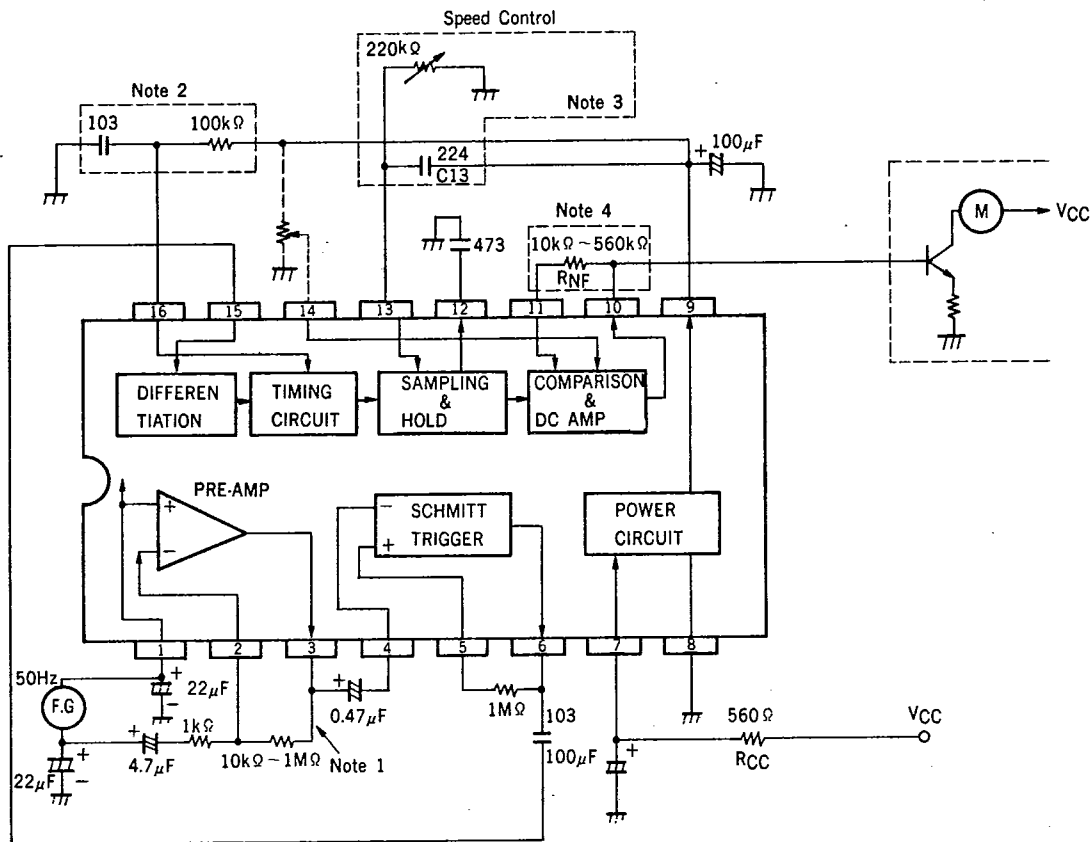 Speed Control
220kΩ
Note 3
Note 2
103
100kΩ
224
C13
+ 100μF
Note 4
10kΩ~560kΩ
RNF
473
M
VCC
16
15
14
13
12
11
10
9
DIFFEREN
TIATION
TIMING
CIRCUIT
SAMPLING
&
HOLD
COMPARISON
&
DC AMP
PRE-AMP
+
−
SCHMITT
TRIGGER
−
+
POWER
CIRCUIT
1
2
3
4
5
6
7
8
50Hz
F.G
+
22μF
−
+
4.7μF
1kΩ
10kΩ~1MΩ
+
22μF
−
+
0.47μF
Note 1
1MΩ
103
100μF
+
560Ω
RCC
VCC